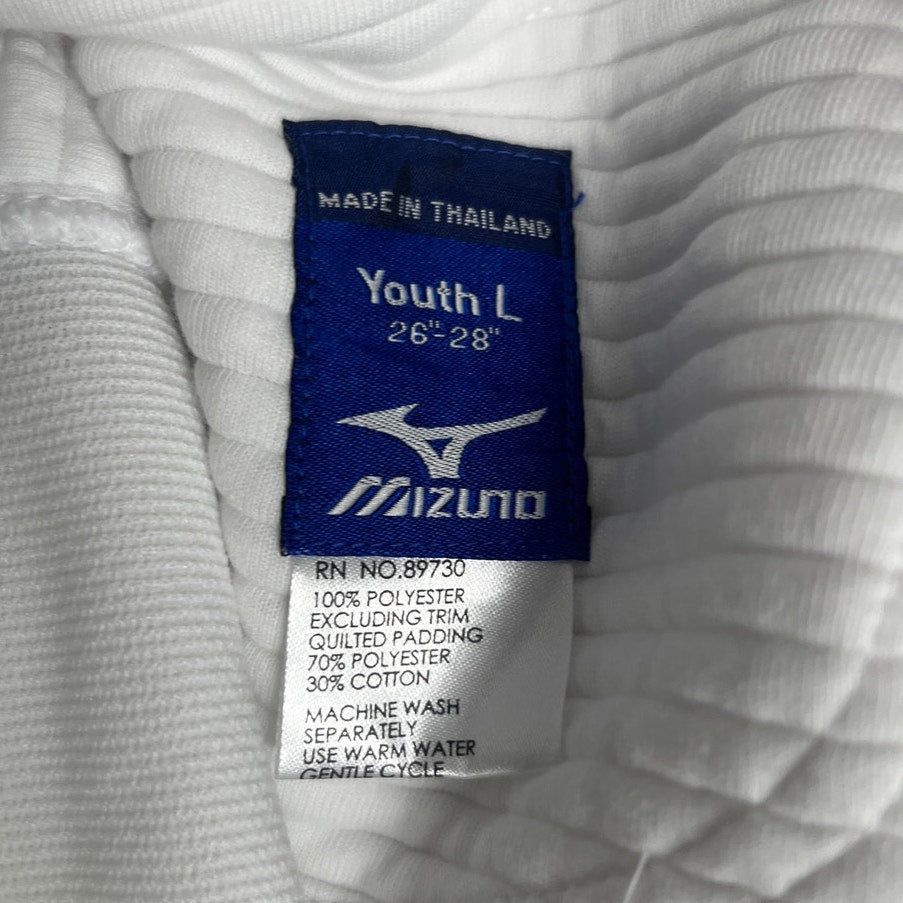 MADE IN THAILAND
Youth L
26"-28"
MIZUNO
RN NO.89730
100% POLYESTER
EXCLUDING TRIM
QUILTED PADDING
70% POLYESTER
30% COTTON
MACHINE WASH
SEPARATELY
USE WARM WATER
GENTLE CYCLE